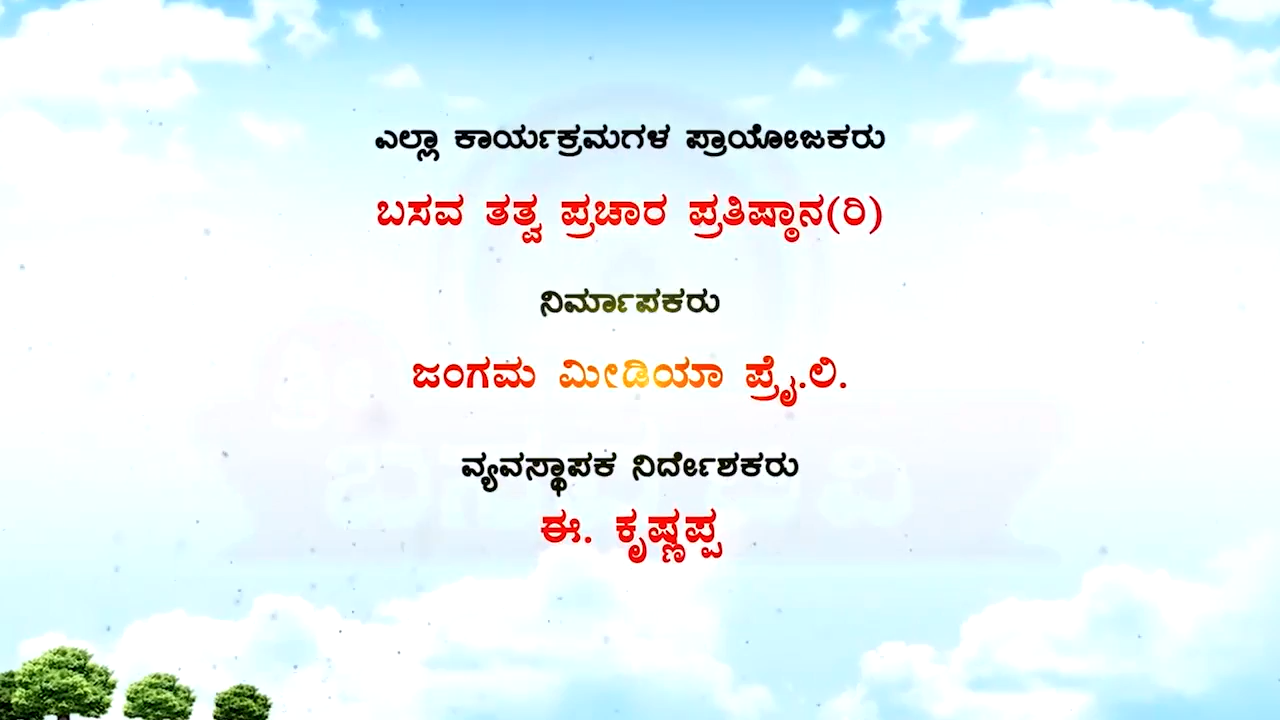 ಎಲ್ಲಾ ಕಾರ್ಯಕ್ರಮಗಳ ಪ್ರಾಯೋಜಕರು
ಬಸವ ತತ್ವ ಪ್ರಚಾರ ಪ್ರತಿಷ್ಠಾನ(ರಿ)
ನಿರ್ಮಾಪಕರು
ಜಂಗಮ ಮೀಡಿಯಾ ಪ್ರೈ.ಲಿ.
ವ್ಯವಸ್ಥಾಪಕ ನಿರ್ದೇಶಕರು
ಈ. ಕೃಷ್ಣಪ್ಪ